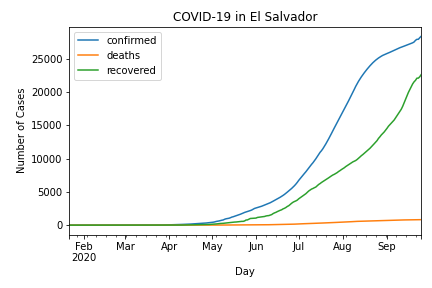 COVID-19 in El Salvador
confirmed
deaths
recovered
Number of Cases
25000
20000
15000
10000
5000
0
Feb Mar Apr May Jun Jul Aug Sep
2020
Day